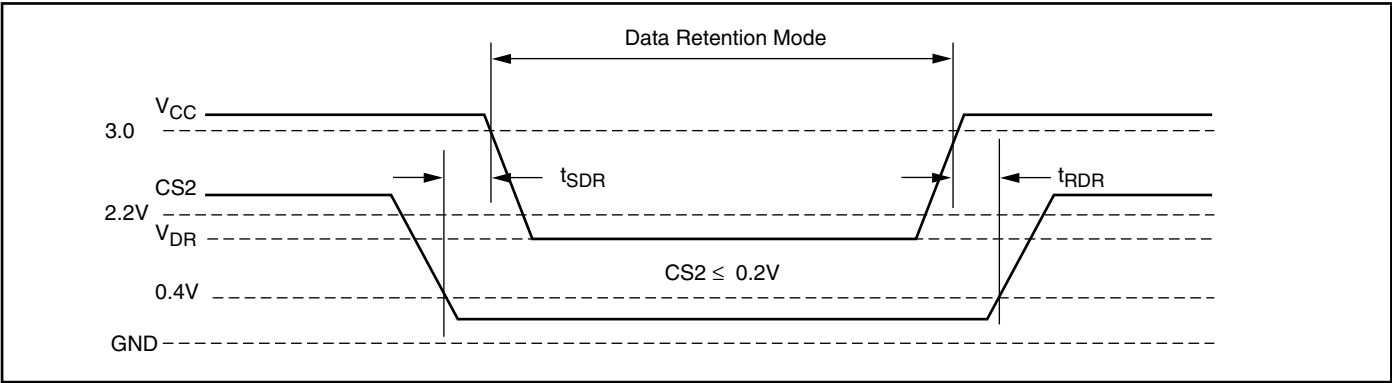 Data Retention Mode
VCC
3.0
tSDR
tRDR
CS2
2.2V
VDR
CS2 ≤ 0.2V
0.4V
GND